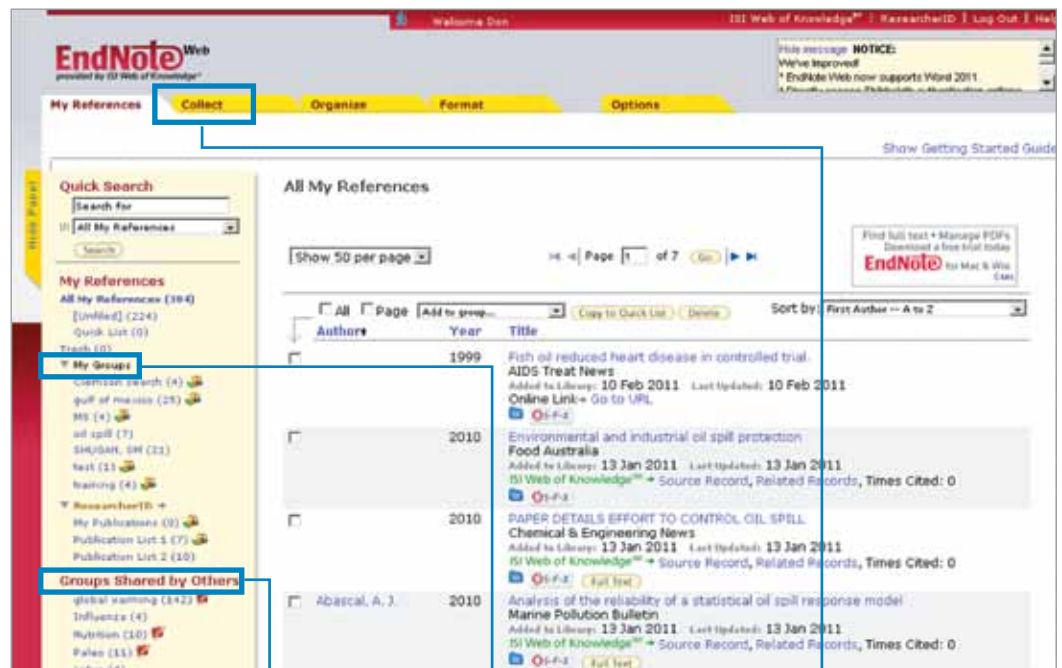 Welcome Don
ISI Web of Knowledge℠ | ResearcherID | Log Out | Help
EndNote Web
provided by ISI Web of Knowledge℠
Hide message NOTICE:
We've Improved!
* EndNote Web now supports Word 2011
My References
Collect
Organize
Format
Options
Show Getting Started Guide
Hide Panel
Quick Search
Search for
in All My References
Search
My References
All My References (304)
[Unfiled] (224)
Quick List (0)
Trash (0)
▼ My Groups
Clemson search (4)
gulf of mexico (25)
MS (4)
oil spill (7)
SHUGAN, SM (21)
test (1)
training (4)
▼ ResearcherID
My Publications (0)
Publication List 1 (7)
Publication List 2 (10)
Groups Shared by Others
global warming (142)
Influenza (4)
Nutrition (10)
Paleo (11)
All My References
Show 50 per page
Page 1 of 7 Go
Find full text • Manage PDFs
Download a free trial today
EndNote for Mac & Win
All Page Add to group... Copy to Quick List Delete Sort by: First Author -- A to Z
Author Year Title
1999 Fish oil reduced heart disease in controlled trial
AIDS Treat News
Added to Library: 10 Feb 2011 Last Updated: 10 Feb 2011
Online Link→ Go to URL
S·F·X
2010 Environmental and industrial oil spill protection
Food Australia
Added to Library: 13 Jan 2011 Last Updated: 13 Jan 2011
ISI Web of Knowledge℠ → Source Record, Related Records, Times Cited: 0
S·F·X
2010 PAPER DETAILS EFFORT TO CONTROL OIL SPILL
Chemical & Engineering News
Added to Library: 13 Jan 2011 Last Updated: 13 Jan 2011
ISI Web of Knowledge℠ → Source Record, Related Records, Times Cited: 0
S·F·X Full Text
Abascal, A. J. 2010 Analysis of the reliability of a statistical oil spill response model
Marine Pollution Bulletin
Added to Library: 13 Jan 2011 Last Updated: 13 Jan 2011
ISI Web of Knowledge℠ → Source Record, Related Records, Times Cited: 0
S·F·X Full Text